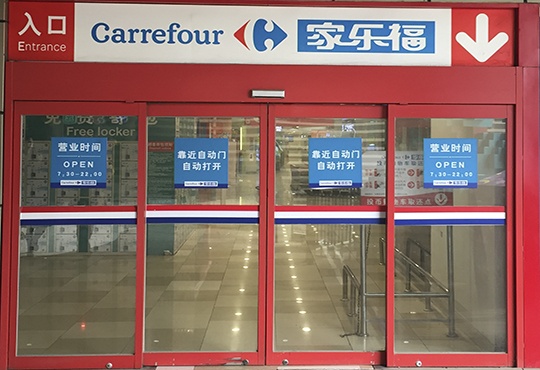 入口
Entrance
Carrefour 家乐福
Free locker
营业时间
OPEN
7,30-22,00
靠近自动门
自动打开
靠近自动门
自动打开
营业时间
OPEN
7,30-22,00